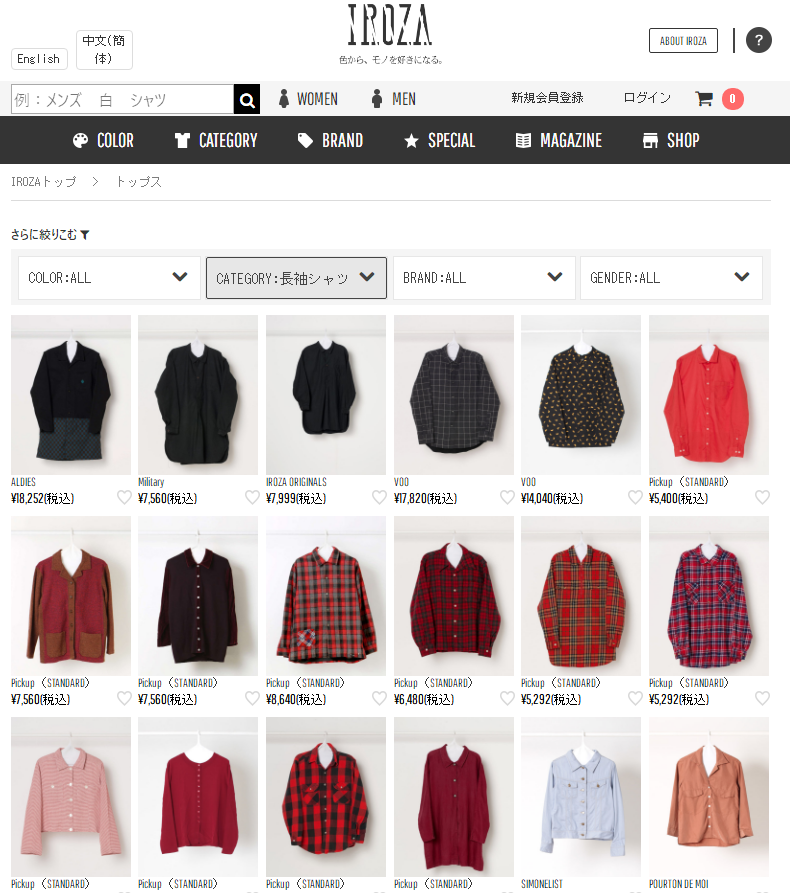 IROZA
色から、モノを好きになる。
English
中文(簡
体)
ABOUT IROZA
?
例：メンズ　白　シャツ
WOMEN
MEN
新規会員登録
ログイン
0
COLOR
CATEGORY
BRAND
SPECIAL
MAGAZINE
SHOP
IROZAトップ > トップス
さらに絞りこむ
COLOR:ALL
CATEGORY:長袖シャツ
BRAND:ALL
GENDER:ALL
ALDIES
¥18,252(税込)
Military
¥7,560(税込)
IROZA ORIGINALS
¥7,999(税込)
VOO
¥17,820(税込)
VOO
¥14,040(税込)
Pickup〈STANDARD〉
¥5,400(税込)
Pickup〈STANDARD〉
¥7,560(税込)
Pickup〈STANDARD〉
¥7,560(税込)
Pickup〈STANDARD〉
¥8,640(税込)
Pickup〈STANDARD〉
¥6,480(税込)
Pickup〈STANDARD〉
¥5,292(税込)
Pickup〈STANDARD〉
¥5,292(税込)
Pickup〈STANDARD〉
Pickup〈STANDARD〉
Pickup〈STANDARD〉
Pickup〈STANDARD〉
SIMONELIST
POURTON DE MOI